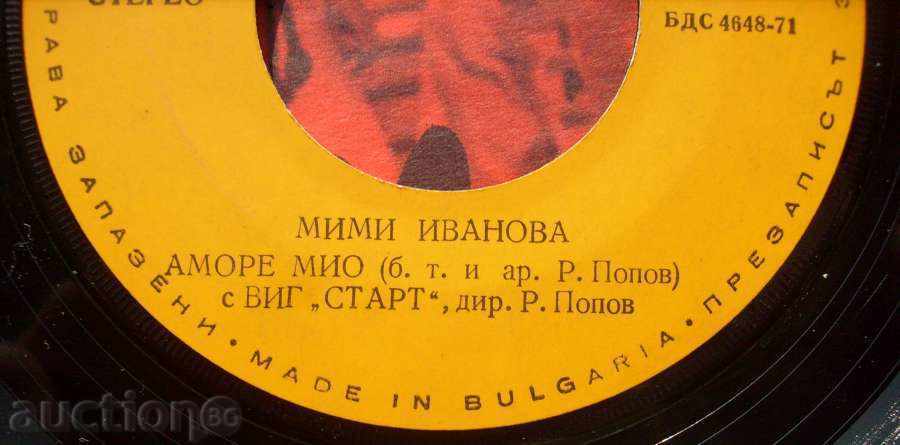 СТЕРЕО
БДС 4648-71
МИМИ ИВАНОВА
АМОРЕ МИО (б. т. и ар. Р. Попов)
с ВИГ „СТАРТ“, дир. Р. Попов
РАВА ЗАПАЗЕНИ · MADE IN BULGARIA · ПРЕЗАПИСЪТ З
auction.bg